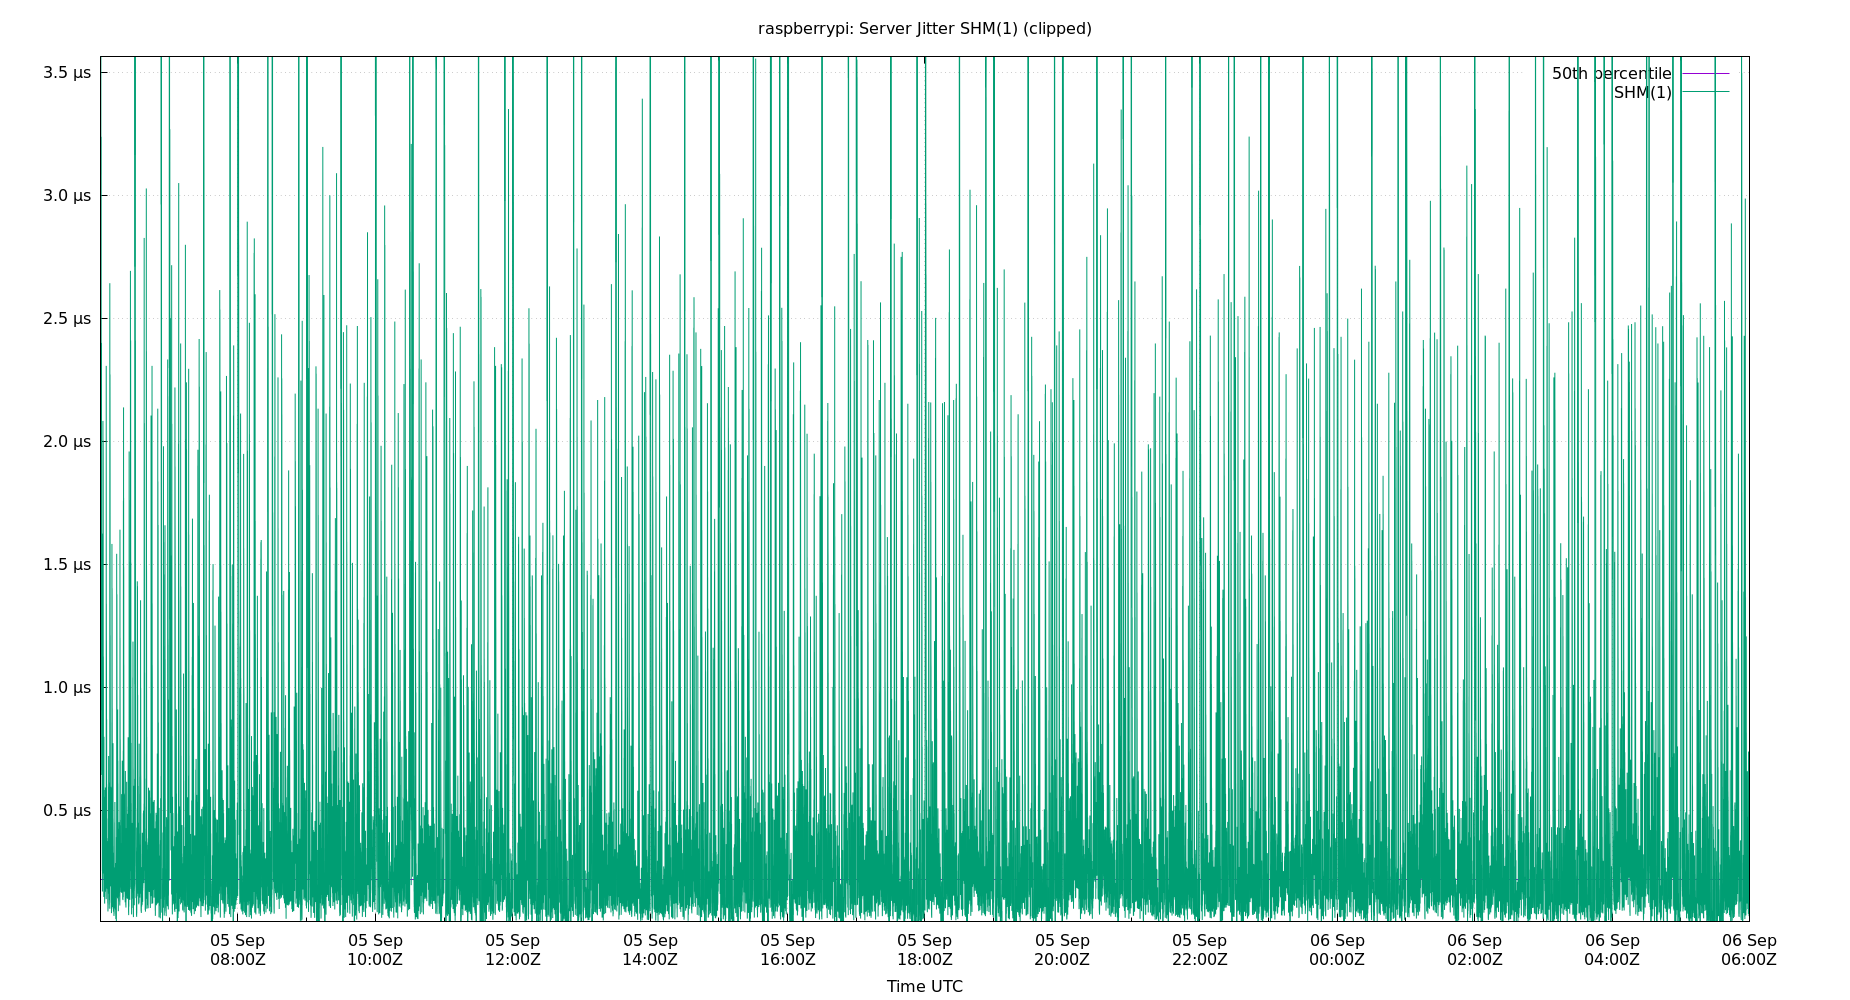 raspberrypi: Server Jitter SHM(1) (clipped)
3.5 µs
3.0 µs
2.5 µs
2.0 µs
1.5 µs
1.0 µs
0.5 µs
50th percentile
SHM(1)
05 Sep 05 Sep 05 Sep 05 Sep 05 Sep 05 Sep 05 Sep 05 Sep 06 Sep 06 Sep 06 Sep 06 Sep
08:00Z 10:00Z 12:00Z 14:00Z 16:00Z 18:00Z 20:00Z 22:00Z 00:00Z 02:00Z 04:00Z 06:00Z
Time UTC